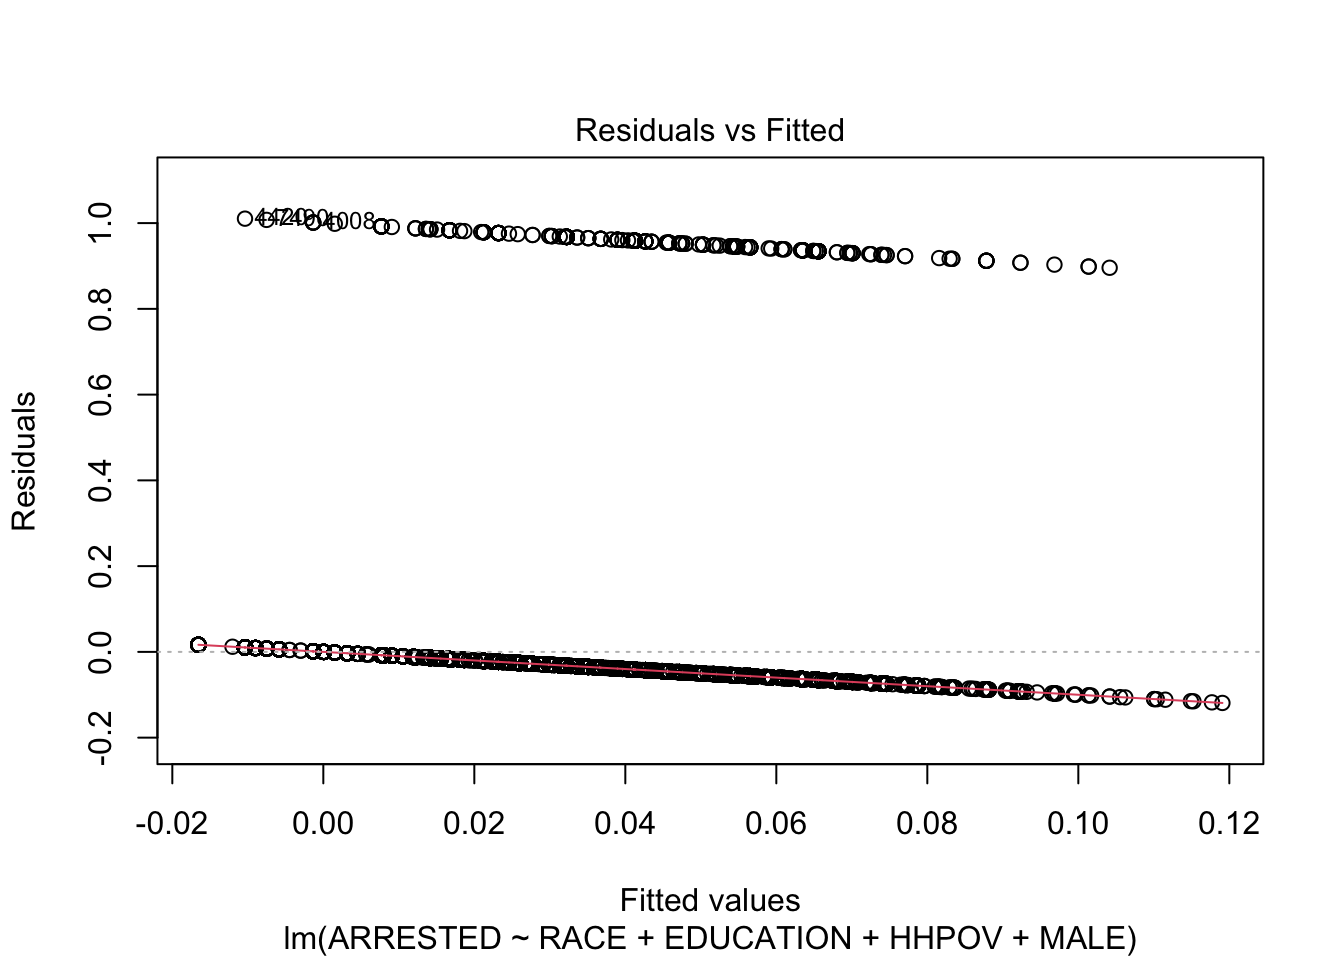 Residuals vs Fitted
Residuals
1.0
0.8
0.6
0.4
0.2
0.0
-0.2
-0.02 0.00 0.02 0.04 0.06 0.08 0.10 0.12
Fitted values
lm(ARRESTED ~ RACE + EDUCATION + HHPOV + MALE)